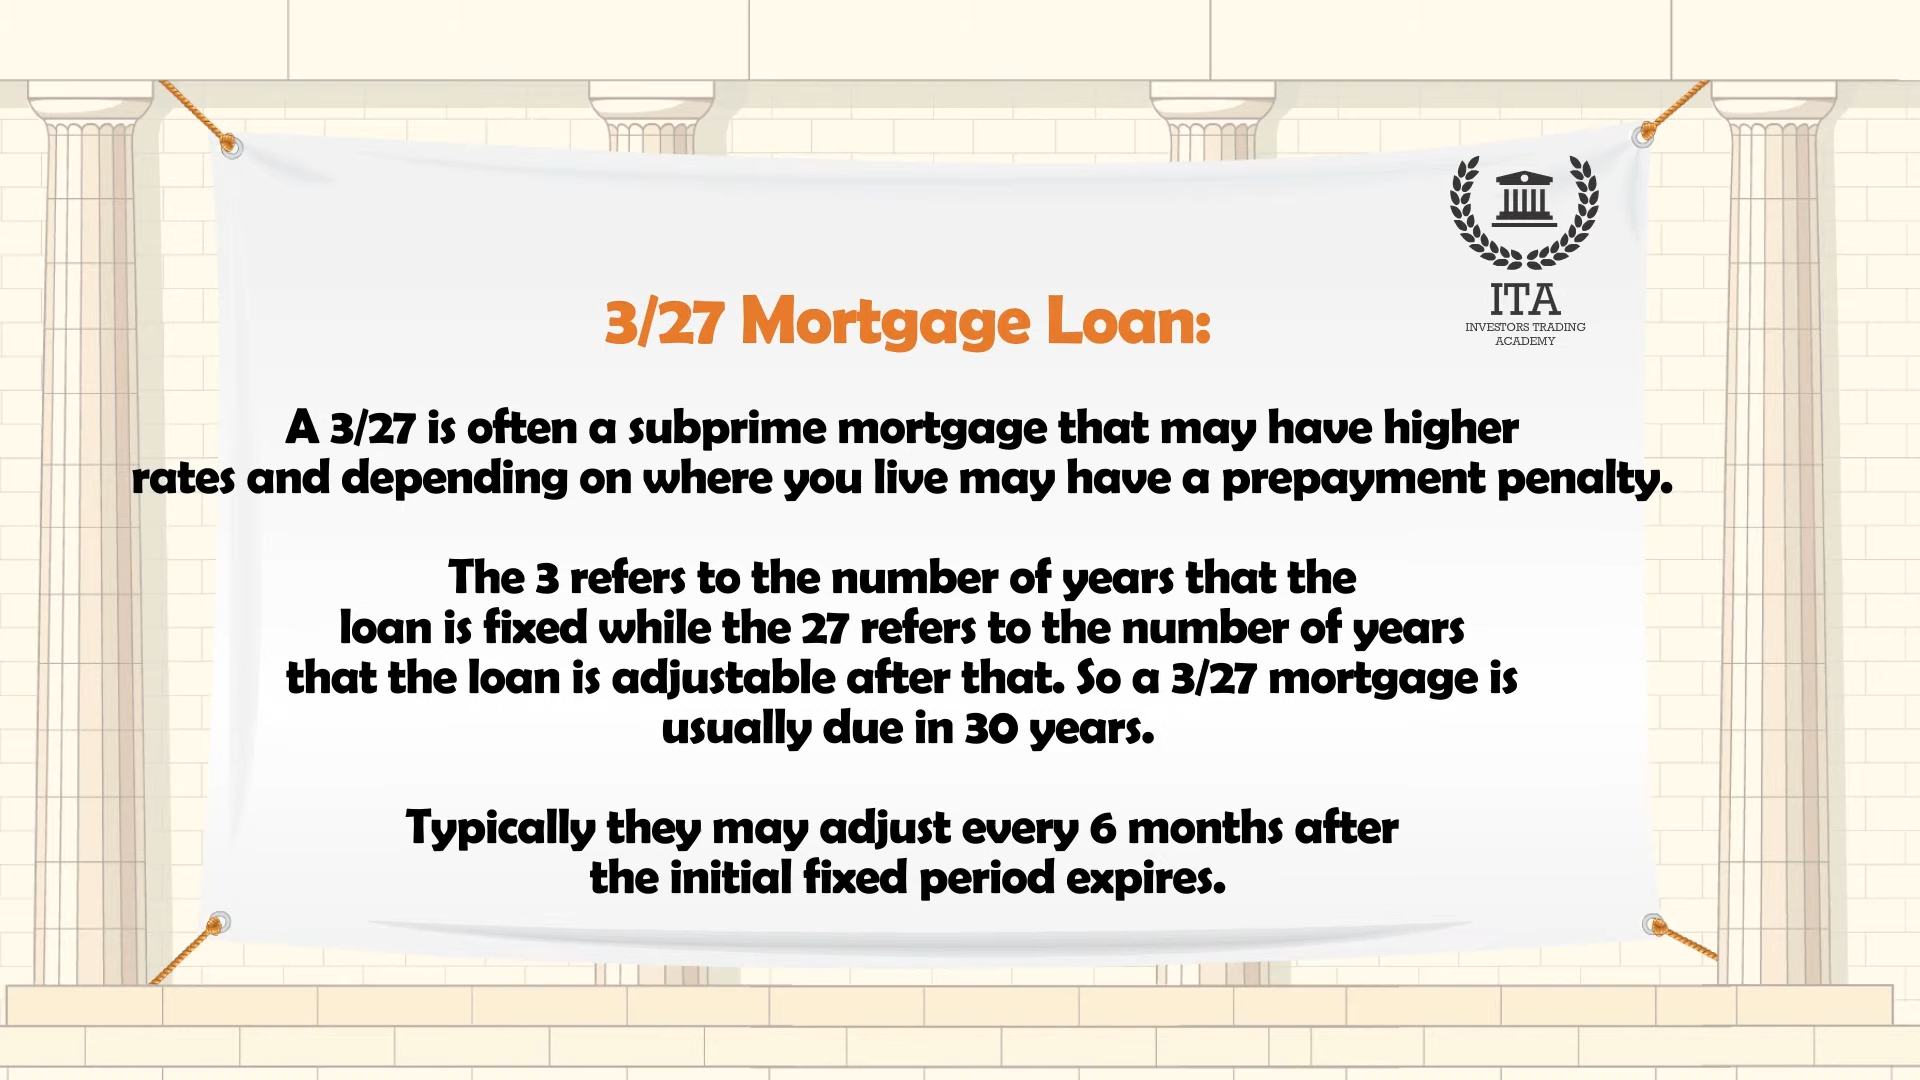 ITA
INVESTORS TRADING
ACADEMY
3/27 Mortgage Loan:
A 3/27 is often a subprime mortgage that may have higher
rates and depending on where you live may have a prepayment penalty.
The 3 refers to the number of years that the
loan is fixed while the 27 refers to the number of years
that the loan is adjustable after that. So a 3/27 mortgage is
usually due in 30 years.
Typically they may adjust every 6 months after
the initial fixed period expires.